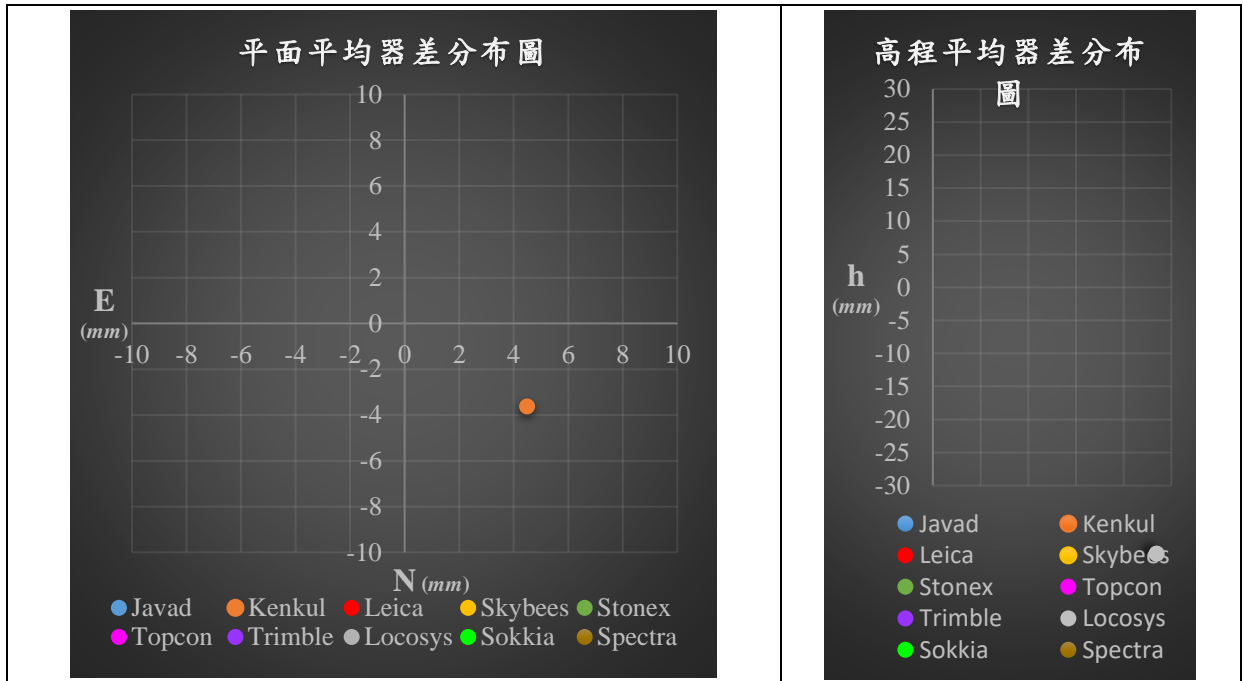 平面平均器差分布圖
10
8
6
4
2
0
-2
-4
-6
-8
-10
E
(mm)
-10 -8 -6 -4 -2 0 2 4 6 8 10
N (mm)
Javad Kenkul Leica Skybees Stonex
Topcon Trimble Locosys Sokkia Spectra
高程平均器差分布
圖
30
25
20
15
10
5
0
-5
-10
-15
-20
-25
-30
h
(mm)
Javad Kenkul
Leica Skybees
Stonex Topcon
Trimble Locosys
Sokkia Spectra